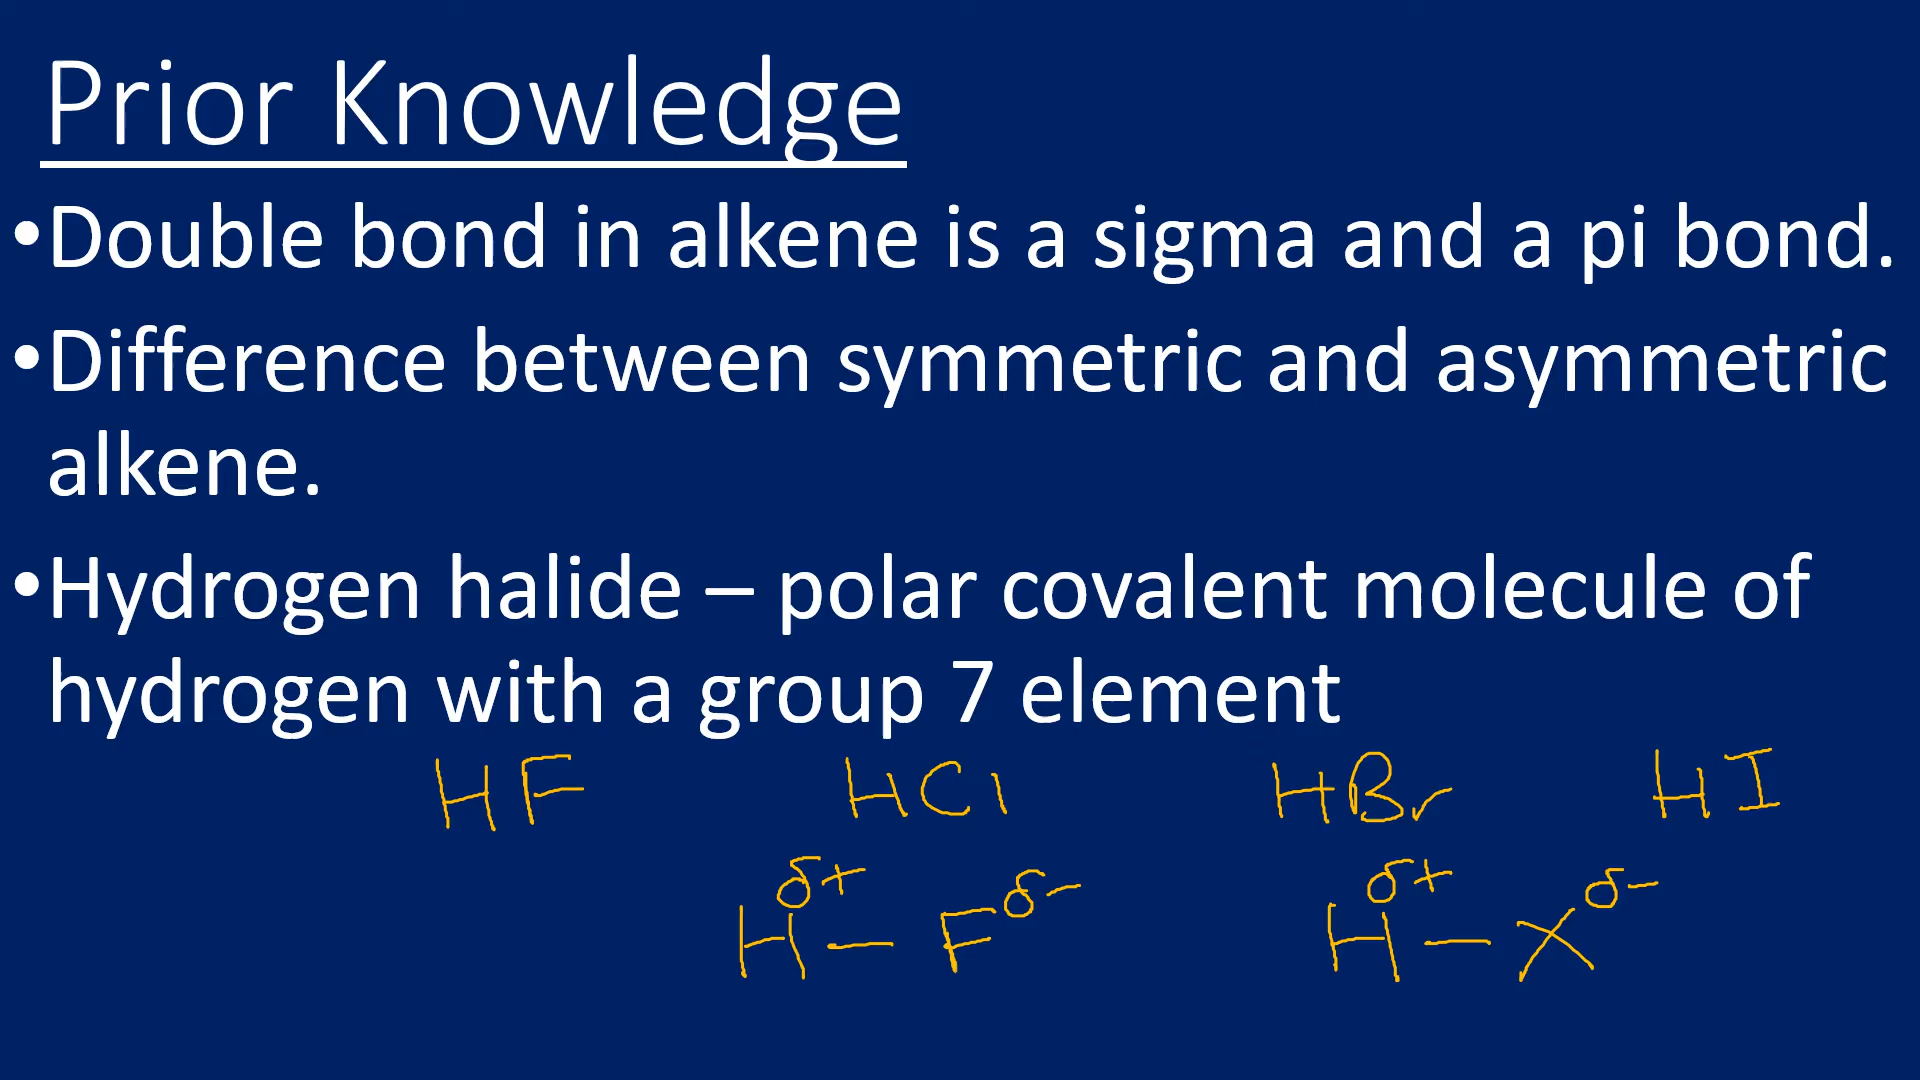 Prior Knowledge
•Double bond in alkene is a sigma and a pi bond.
•Difference between symmetric and asymmetric
alkene.
•Hydrogen halide – polar covalent molecule of
hydrogen with a group 7 element
HF HCl HBr HI
δ+ δ- δ+ δ-
H – F H – X